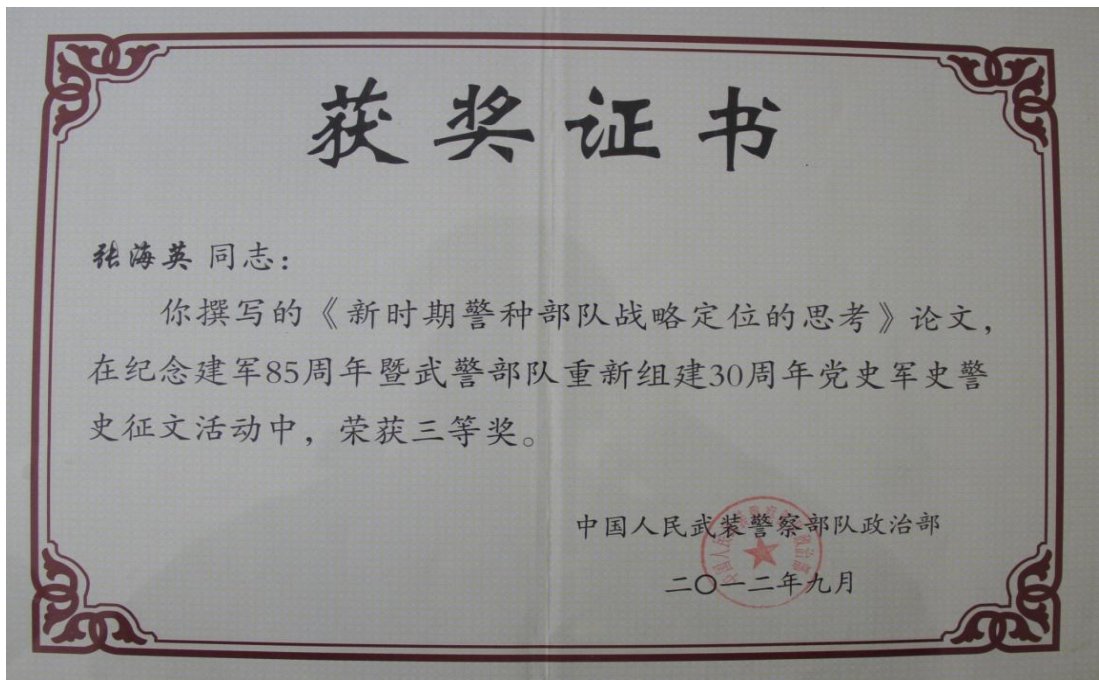 获奖证书
张海英 同志：
你撰写的《新时期警种部队战略定位的思考》论文，
在纪念建军85周年暨武警部队重新组建30周年党史军史警
史征文活动中，荣获三等奖。
中国人民武装警察部队政治部
二〇一二年九月